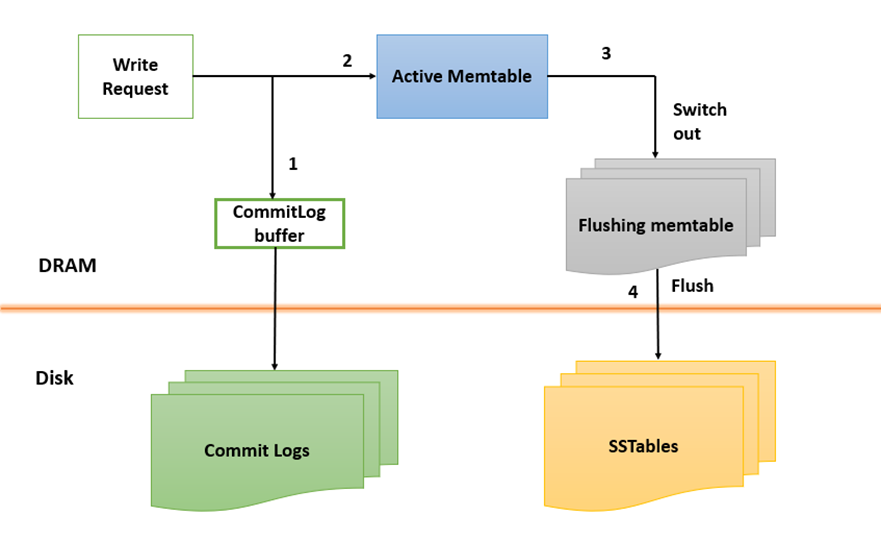 Write
Request
2
Active Memtable
3
Switch
out
1
CommitLog
buffer
Flushing memtable
DRAM
4
Flush
Disk
Commit Logs
SSTables